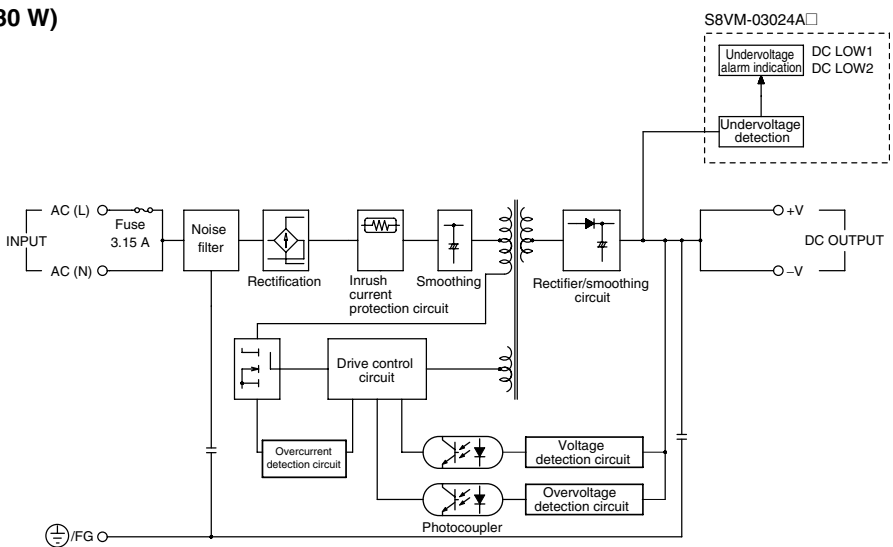 30 W)
S8VM-03024A□
Undervoltage
alarm indication
DC LOW1
DC LOW2
Undervoltage
detection
INPUT
AC (L)
Fuse
3.15 A
AC (N)
Noise
filter
Rectification
Inrush
current
protection circuit
Smoothing
Rectifier/smoothing
circuit
+V
DC OUTPUT
–V
Drive control
circuit
Overcurrent
detection circuit
Voltage
detection circuit
Overvoltage
detection circuit
Photocoupler
/FG